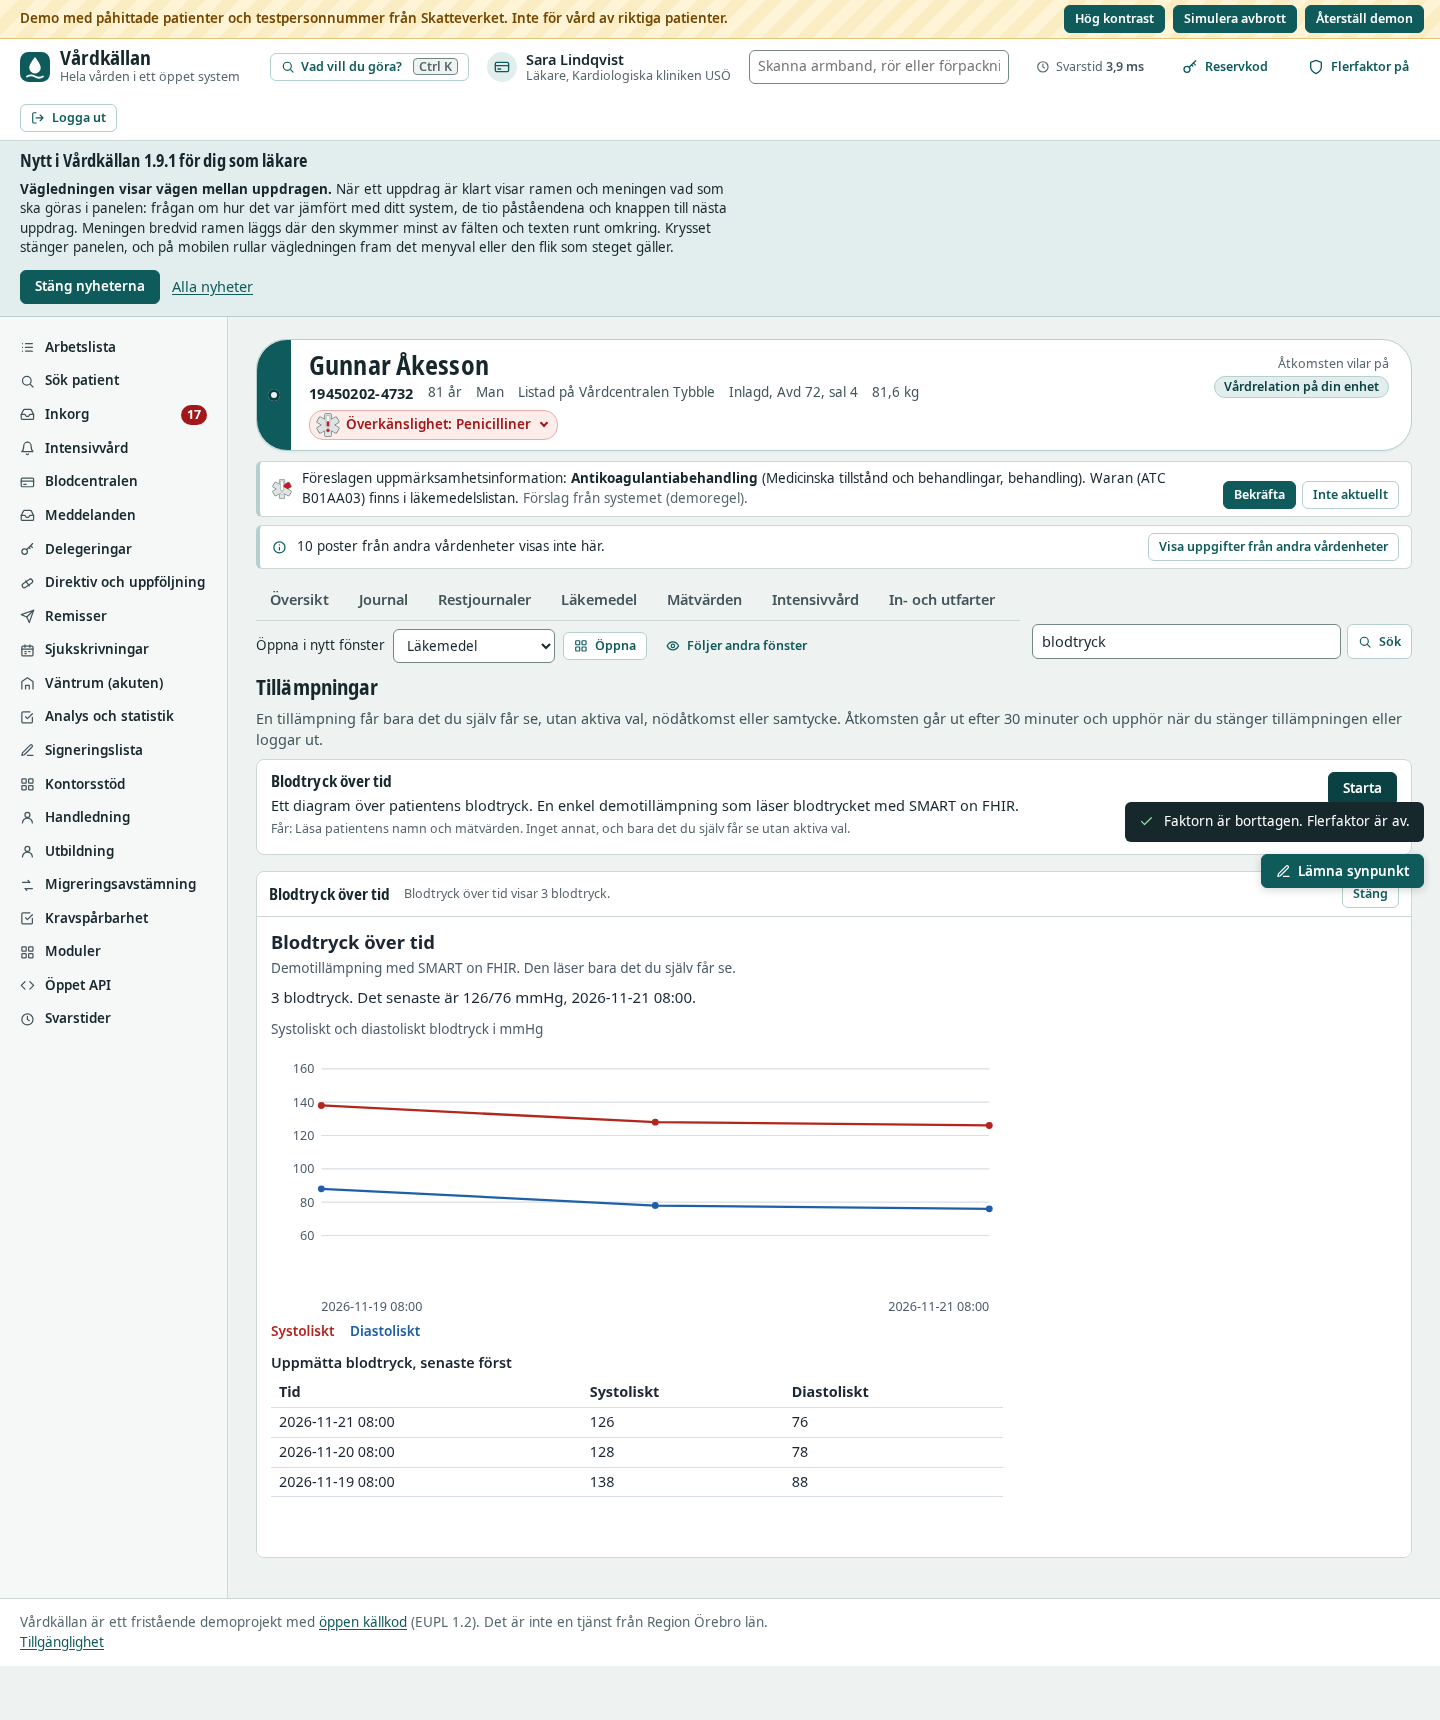 Demo med påhittade patienter och testpersonnummer från Skatteverket. Inte för vård av riktiga patienter.
Hög kontrast
Simulera avbrott
Återställ demon
Vårdkällan
Hela vården i ett öppet system
Vad vill du göra? Ctrl K
Sara Lindqvist
Läkare, Kardiologiska kliniken USÖ
Skanna armband, rör eller förpackni
Svarstid 3,9 ms
Reservkod
Flerfaktor på
Logga ut
Nytt i Vårdkällan 1.9.1 för dig som läkare
Vägledningen visar vägen mellan uppdragen. När ett uppdrag är klart visar ramen och meningen vad som
ska göras i panelen: frågan om hur det var jämfört med ditt system, de tio påståendena och knappen till nästa
uppdrag. Meningen bredvid ramen läggs där den skymmer minst av fälten och texten runt omkring. Krysset
stänger panelen, och på mobilen rullar vägledningen fram det menyval eller den flik som steget gäller.
Stäng nyheterna
Alla nyheter
Arbetslista
Sök patient
Inkorg 17
Intensivvård
Blodcentralen
Meddelanden
Delegeringar
Direktiv och uppföljning
Remisser
Sjukskrivningar
Väntrum (akuten)
Analys och statistik
Signeringslista
Kontorsstöd
Handledning
Utbildning
Migreringsavstämning
Kravspårbarhet
Moduler
Öppet API
Svarstider
Gunnar Åkesson
19450202-4732 81 år Man Listad på Vårdcentralen Tybble Inlagd, Avd 72, sal 4 81,6 kg
Överkänslighet: Penicilliner
Åtkomsten vilar på
Vårdrelation på din enhet
Föreslagen uppmärksamhetsinformation: Antikoagulantiabehandling (Medicinska tillstånd och behandlingar, behandling). Waran (ATC
B01AA03) finns i läkemedelslistan. Förslag från systemet (demoregel).
Bekräfta
Inte aktuellt
10 poster från andra vårdenheter visas inte här.
Visa uppgifter från andra vårdenheter
Översikt
Journal
Restjournaler
Läkemedel
Mätvärden
Intensivvård
In- och utfarter
Öppna i nytt fönster
Läkemedel
Öppna
Följer andra fönster
blodtryck
Sök
Tillämpningar
En tillämpning får bara det du själv får se, utan aktiva val, nödåtkomst eller samtycke. Åtkomsten går ut efter 30 minuter och upphör när du stänger tillämpningen eller
loggar ut.
Blodtryck över tid
Ett diagram över patientens blodtryck. En enkel demotillämpning som läser blodtrycket med SMART on FHIR.
Får: Läsa patientens namn och mätvärden. Inget annat, och bara det du själv får se utan aktiva val.
Starta
Faktorn är borttagen. Flerfaktor är av.
Lämna synpunkt
Blodtryck över tid
Blodtryck över tid visar 3 blodtryck.
Stäng
Blodtryck över tid
Demotillämpning med SMART on FHIR. Den läser bara det du själv får se.
3 blodtryck. Det senaste är 126/76 mmHg, 2026-11-21 08:00.
Systoliskt och diastoliskt blodtryck i mmHg
160
140
120
100
80
60
2026-11-19 08:00
2026-11-21 08:00
Systoliskt Diastoliskt
Uppmätta blodtryck, senaste först
Tid Systoliskt Diastoliskt
2026-11-21 08:00 126 76
2026-11-20 08:00 128 78
2026-11-19 08:00 138 88
Vårdkällan är ett fristående demoprojekt med öppen källkod (EUPL 1.2). Det är inte en tjänst från Region Örebro län.
Tillgänglighet